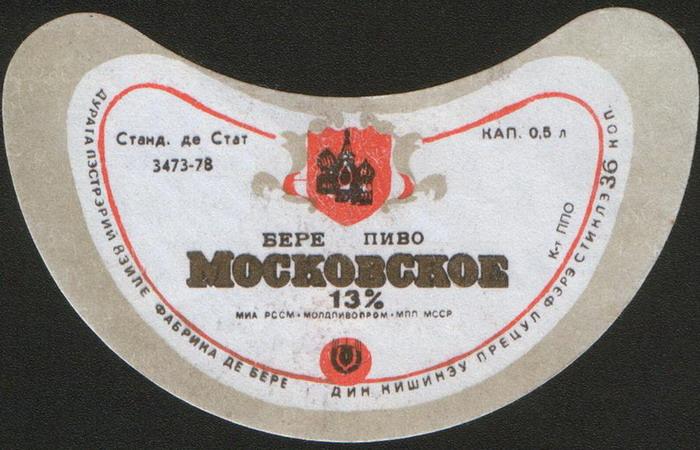 Станд. де Стат
3473-78
КАП. 0,5 л
БЕРЕ ПИВО
МОСКОВСКОЕ
13%
МИА РССМ·МОЛДПИВОПРОМ·МПП МССР
К-т ППО
ДУРАТА ПЭСТРЭРИЙ 8 ЗИЛЕ ФАБРИКА ДЕ БЕРЕ ДИН КИШИНЭУ ПРЕЦУЛ ФЭРЭ СТИКЛЭ 36 КОП.